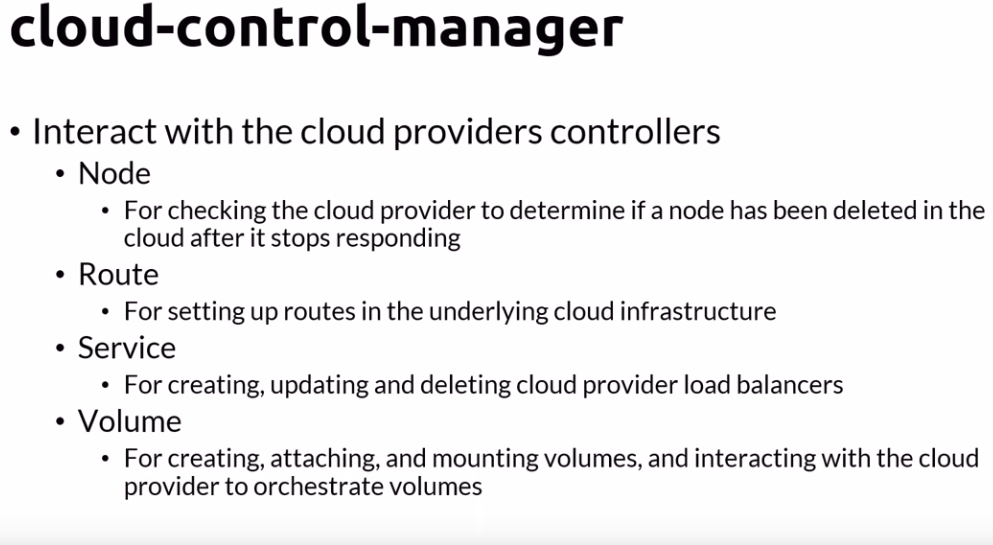 cloud-control-manager
• Interact with the cloud providers controllers
• Node
• For checking the cloud provider to determine if a node has been deleted in the
cloud after it stops responding
• Route
• For setting up routes in the underlying cloud infrastructure
• Service
• For creating, updating and deleting cloud provider load balancers
• Volume
• For creating, attaching, and mounting volumes, and interacting with the cloud
provider to orchestrate volumes